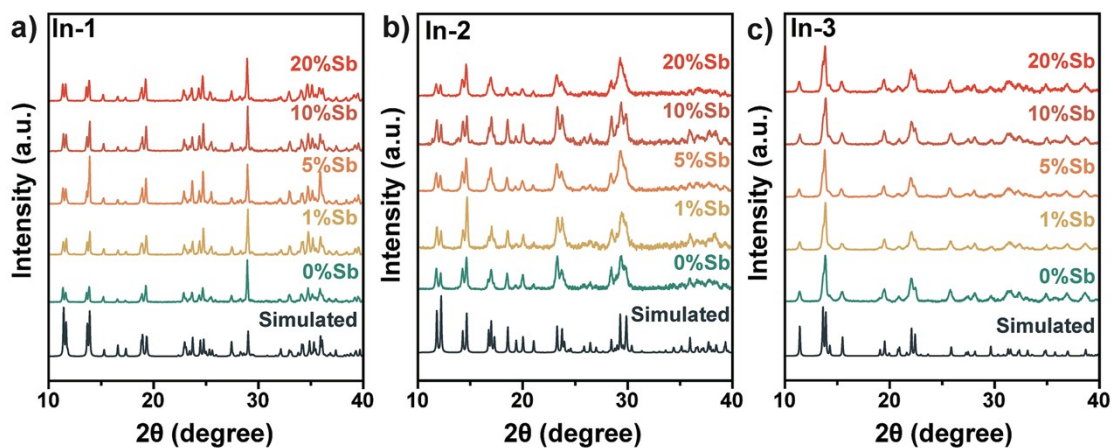 a) In-1
20%Sb
10%Sb
5%Sb
1%Sb
0%Sb
Simulated
Intensity (a.u.)
10 20 30 40
2θ (degree)
b) In-2
20%Sb
10%Sb
5%Sb
1%Sb
0%Sb
Simulated
Intensity (a.u.)
10 20 30 40
2θ (degree)
c) In-3
20%Sb
10%Sb
5%Sb
1%Sb
0%Sb
Simulated
Intensity (a.u.)
10 20 30 40
2θ (degree)